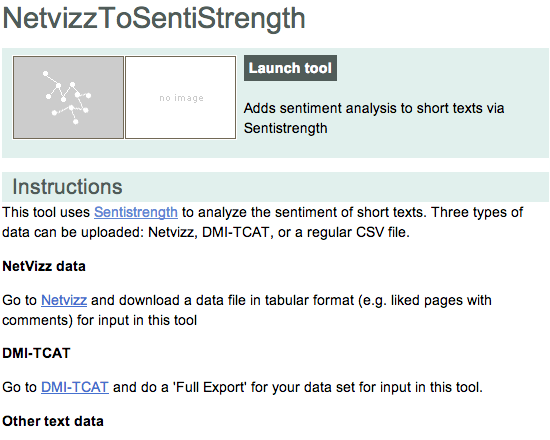 NetvizzToSentiStrength
no image
Launch tool
Adds sentiment analysis to short texts via
Sentistrength
Instructions
This tool uses Sentistrength to analyze the sentiment of short texts. Three types of
data can be uploaded: Netvizz, DMI-TCAT, or a regular CSV file.
NetVizz data
Go to Netvizz and download a data file in tabular format (e.g. liked pages with
comments) for input in this tool
DMI-TCAT
Go to DMI-TCAT and do a 'Full Export' for your data set for input in this tool.
Other text data